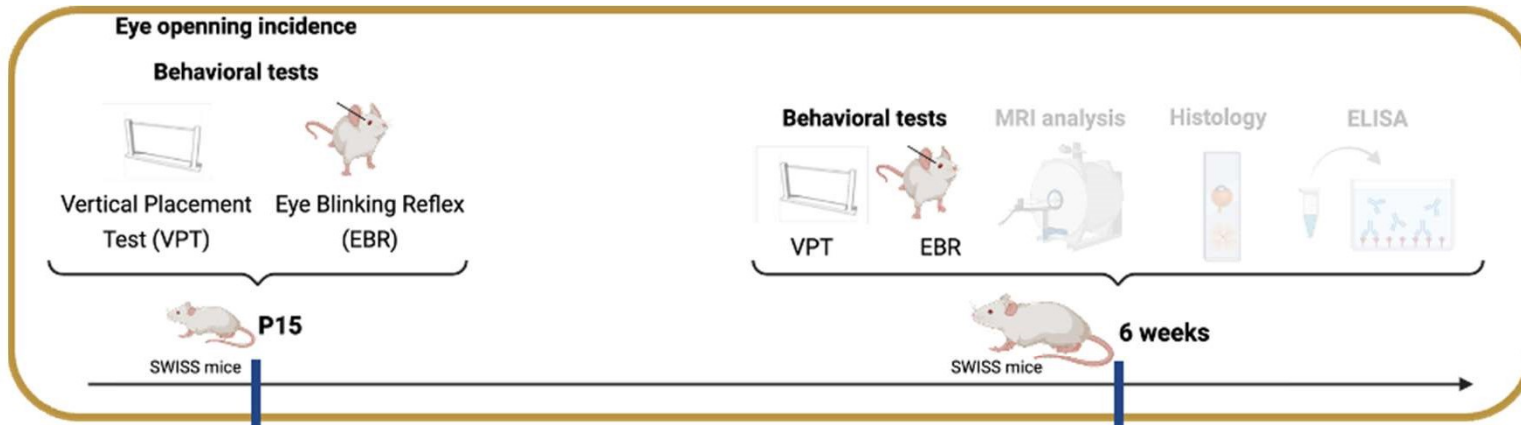 Eye openning incidence
Behavioral tests
Vertical Placement
Test (VPT)
Eye Blinking Reflex
(EBR)
P15
SWISS mice
Behavioral tests
MRI analysis
Histology
ELISA
VPT
EBR
6 weeks
SWISS mice